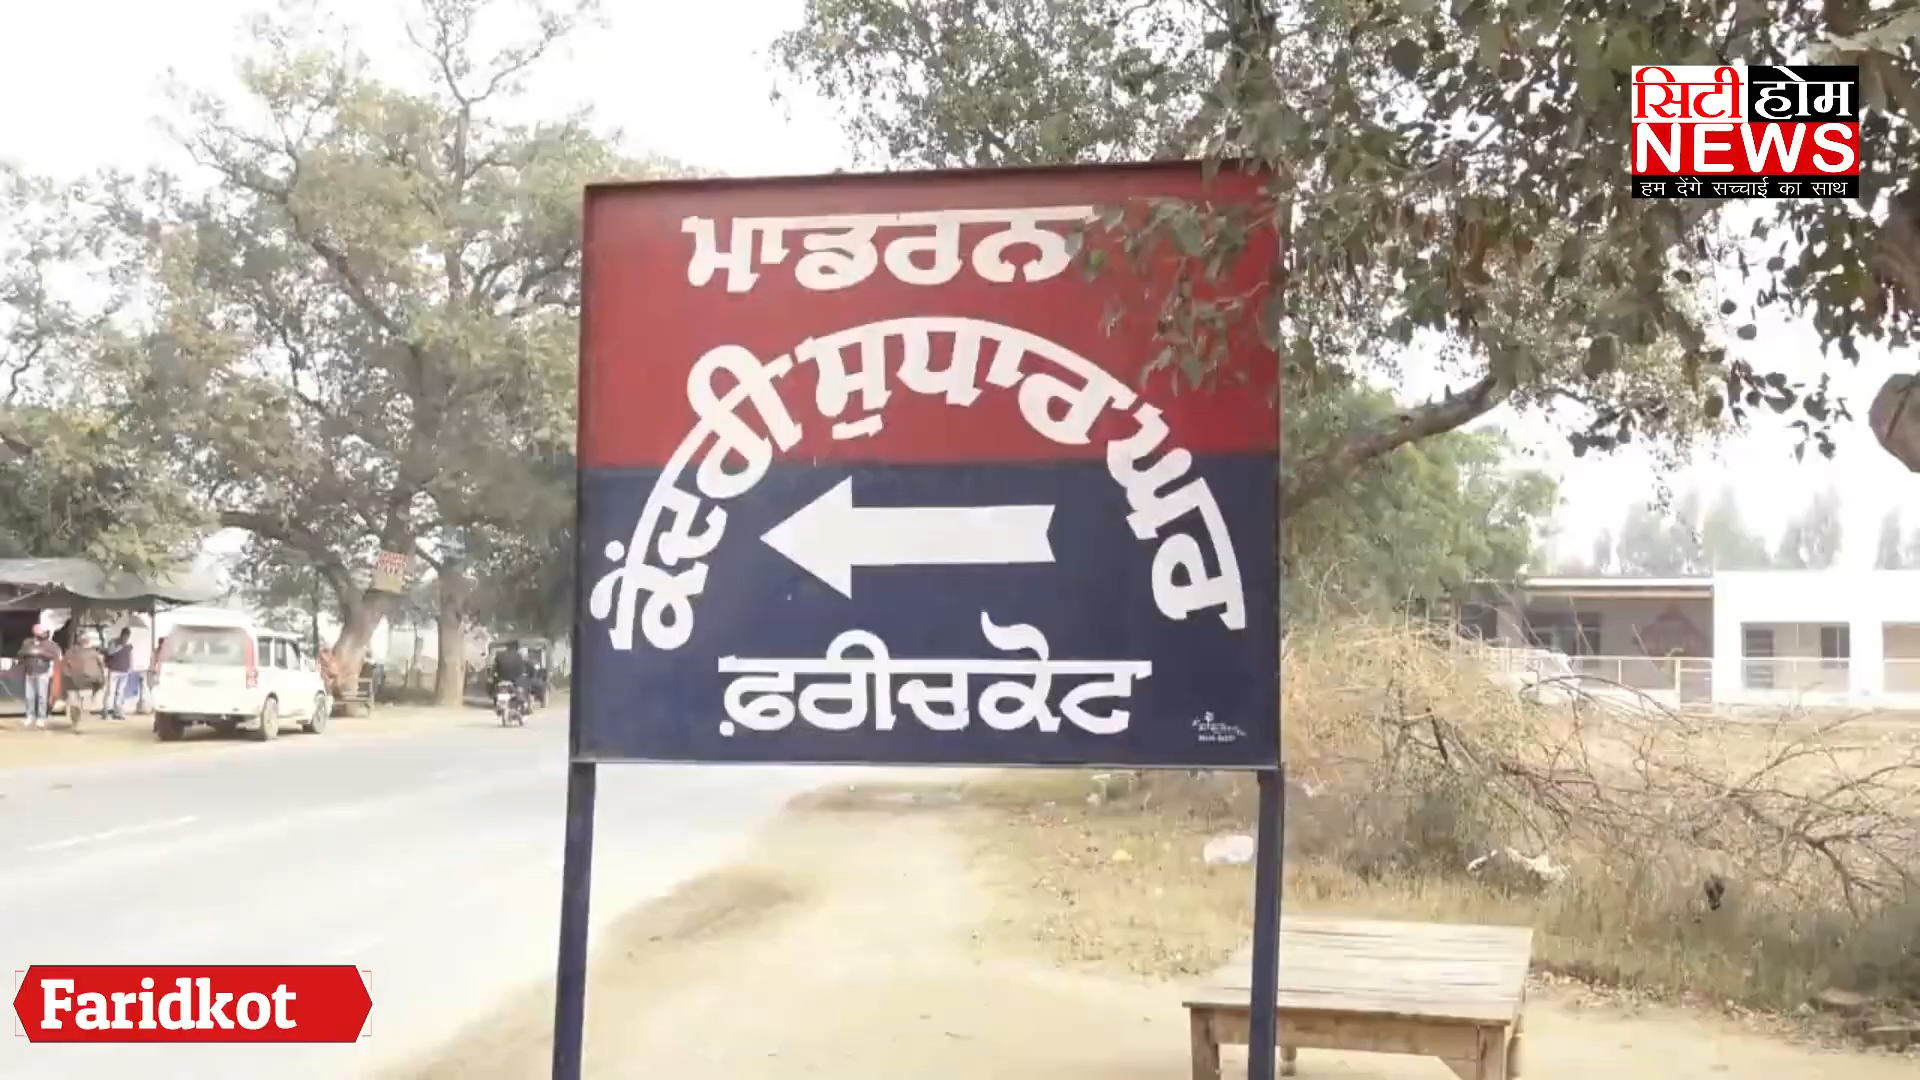 ਮਾਡਰਨ
ਕੇਂਦਰੀ ਸੁਧਾਰ ਘਰ
ਫ਼ਰੀਦਕੋਟ
सिटी होम
NEWS
हम देंगे सच्चाई का साथ
Faridkot